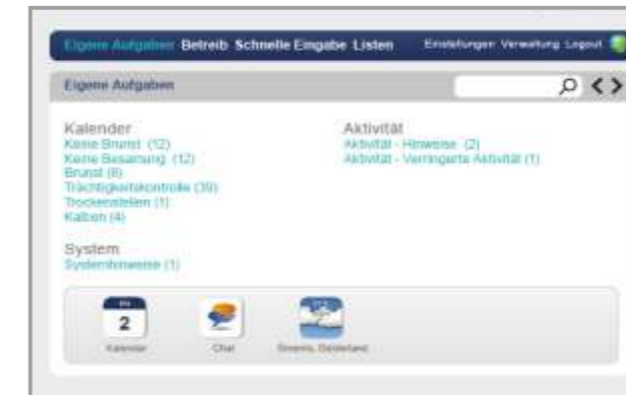 Eigene Aufgaben Betreib Schnelle Eingabe Listen Einstellungen Verwaltung Logout
Eigene Aufgaben
Kalender
Keine Brunst (12)
Keine Besamung (12)
Brunst (8)
Trächtigkeitskontrolle (39)
Trockenstellen (1)
Kalben (4)
Aktivität
Aktivität - Hinweise (2)
Aktivität - Verringerte Aktivität (1)
System
Systemhinweise (1)
2
Kalender Chat Gelderland